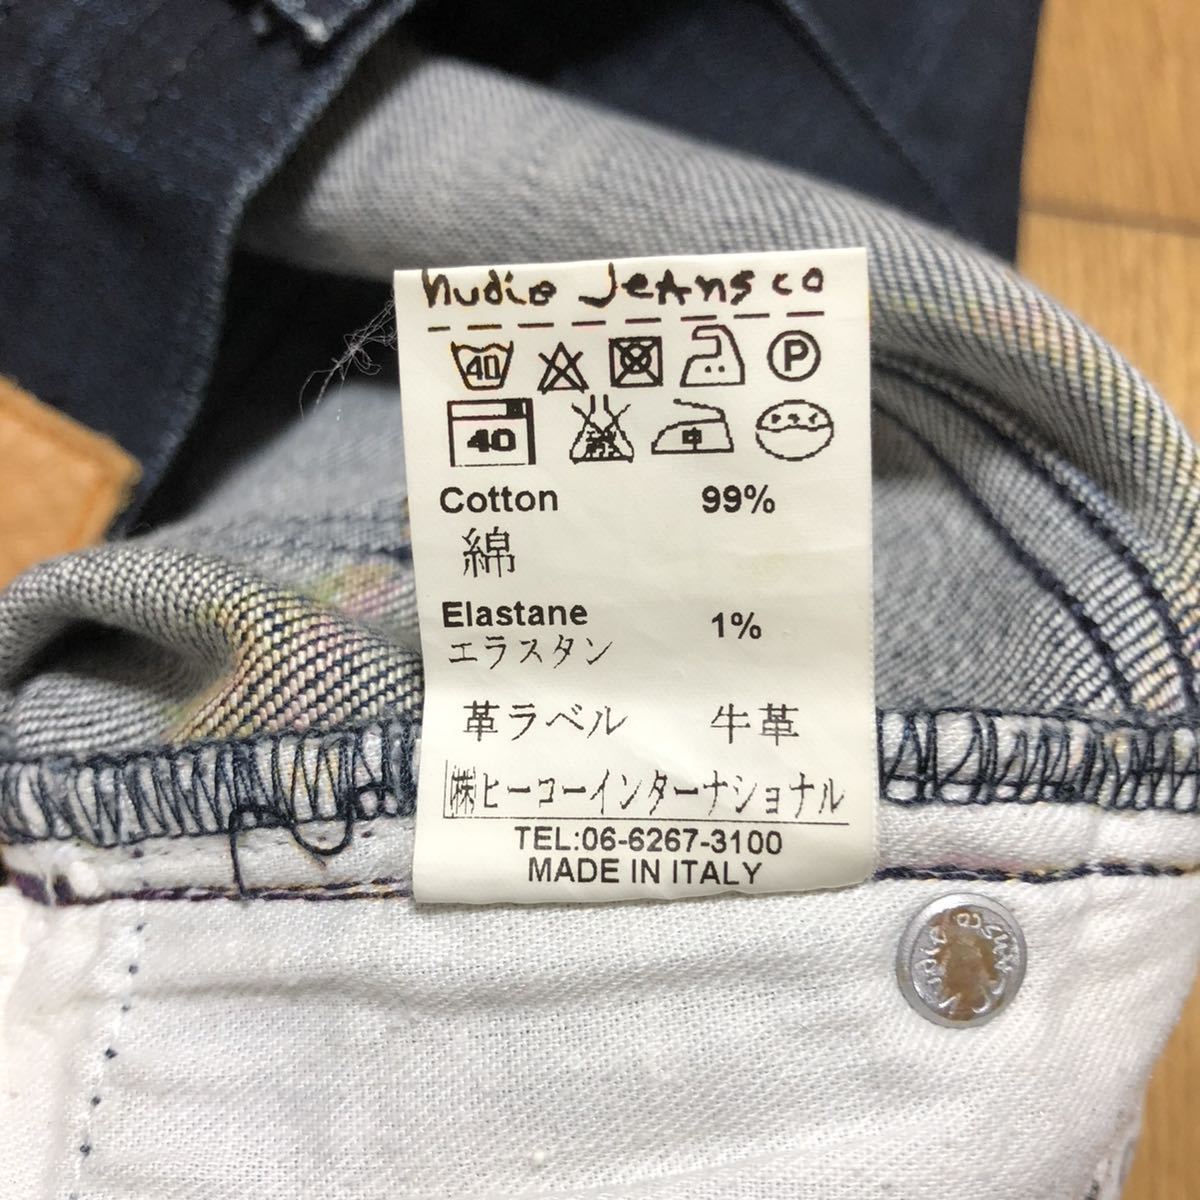 nudie Jeans co
40 P
40 中 ドライ
Cotton 99%
綿
Elastane 1%
エラスタン
革ラベル 牛革
㈱ヒーコーインターナショナル
TEL:06-6267-3100
MADE IN ITALY